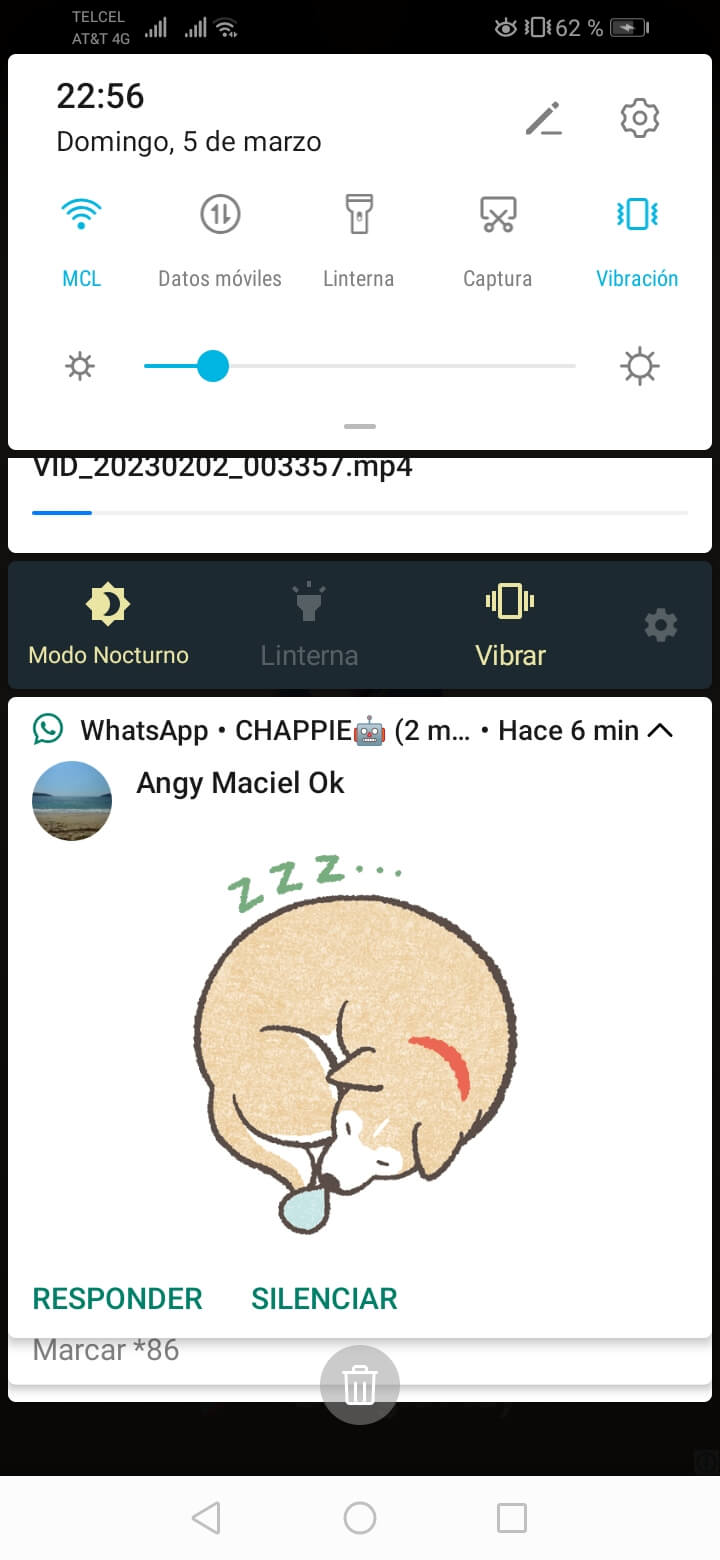 TELCEL
AT&T 4G
62 %
22:56
Domingo, 5 de marzo
MCL
Datos móviles
Linterna
Captura
Vibración
VID_20230202_003357.mp4
Modo Nocturno
Linterna
Vibrar
WhatsApp • CHAPPIE🤖 (2 m... • Hace 6 min
Angy Maciel Ok
zzz...
RESPONDER
SILENCIAR
Marcar *86